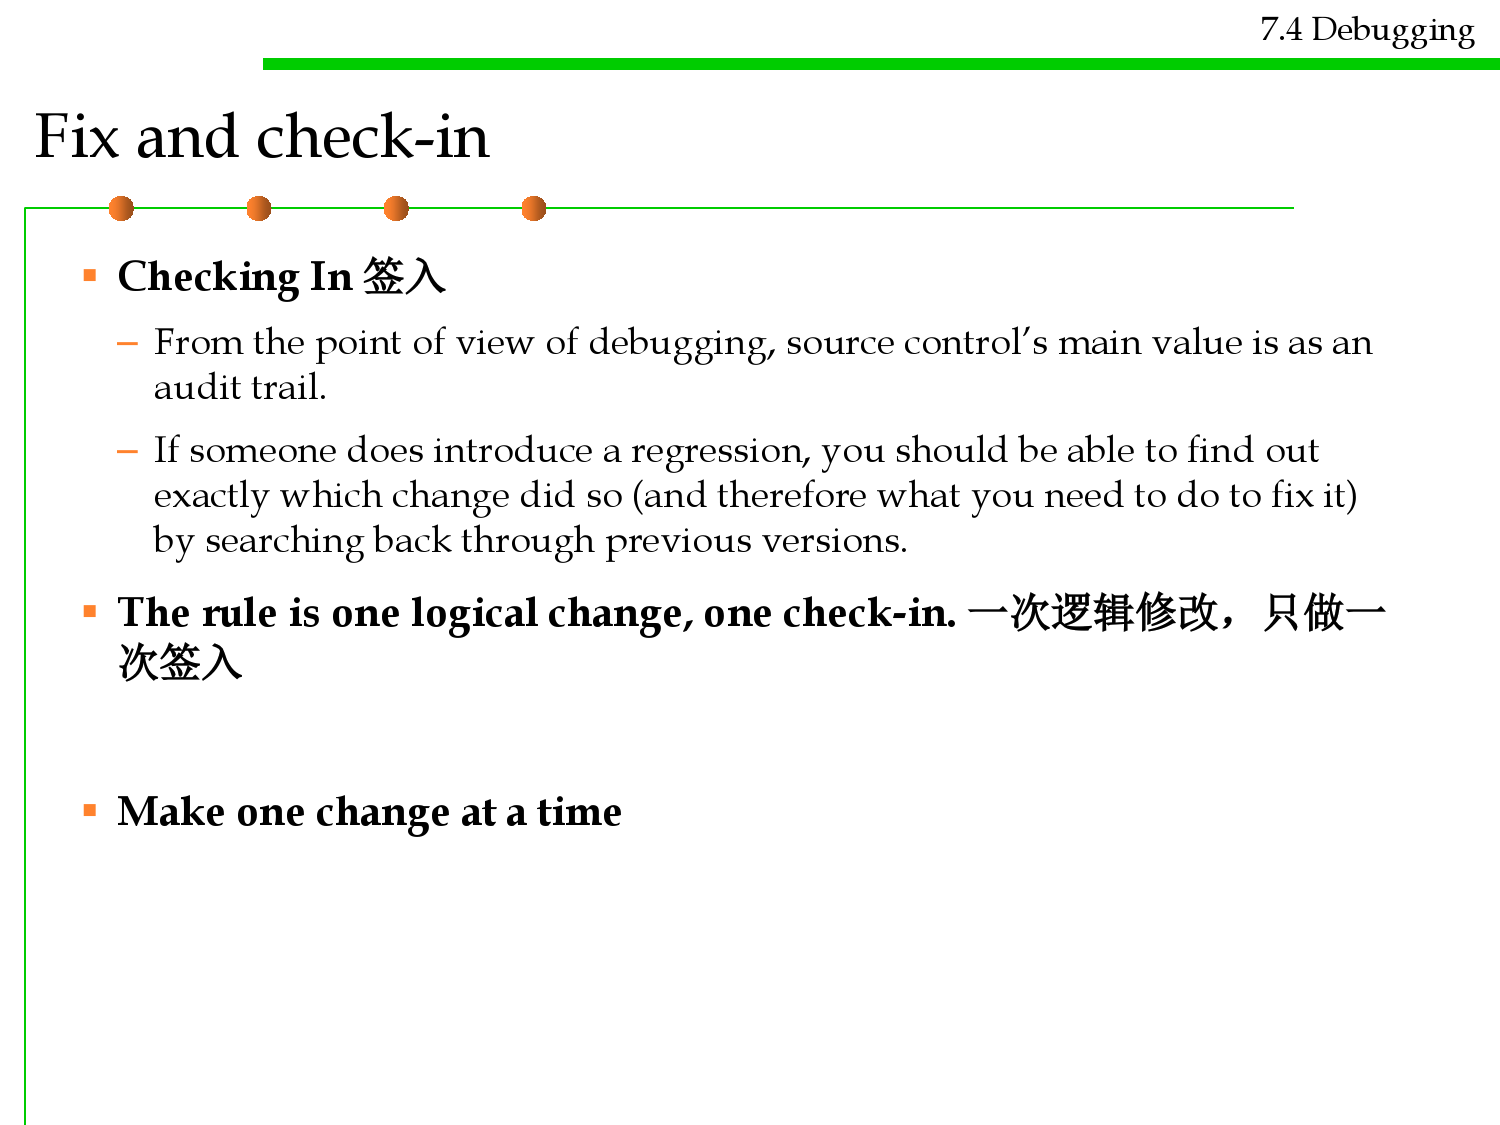 7.4 Debugging
Fix and check-in
▪ Checking In 签入
– From the point of view of debugging, source control’s main value is as an
audit trail.
– If someone does introduce a regression, you should be able to find out
exactly which change did so (and therefore what you need to do to fix it)
by searching back through previous versions.
▪ The rule is one logical change, one check-in. 一次逻辑修改，只做一
次签入
▪ Make one change at a time